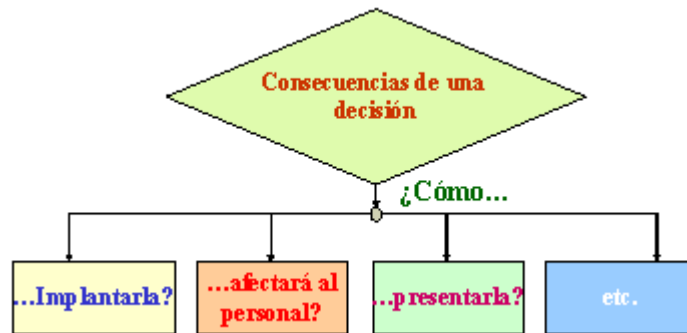 Consecuencias de una
decisión
¿Cómo...
...Implantarla?
...afectará al
personal?
...presentarla?
etc.